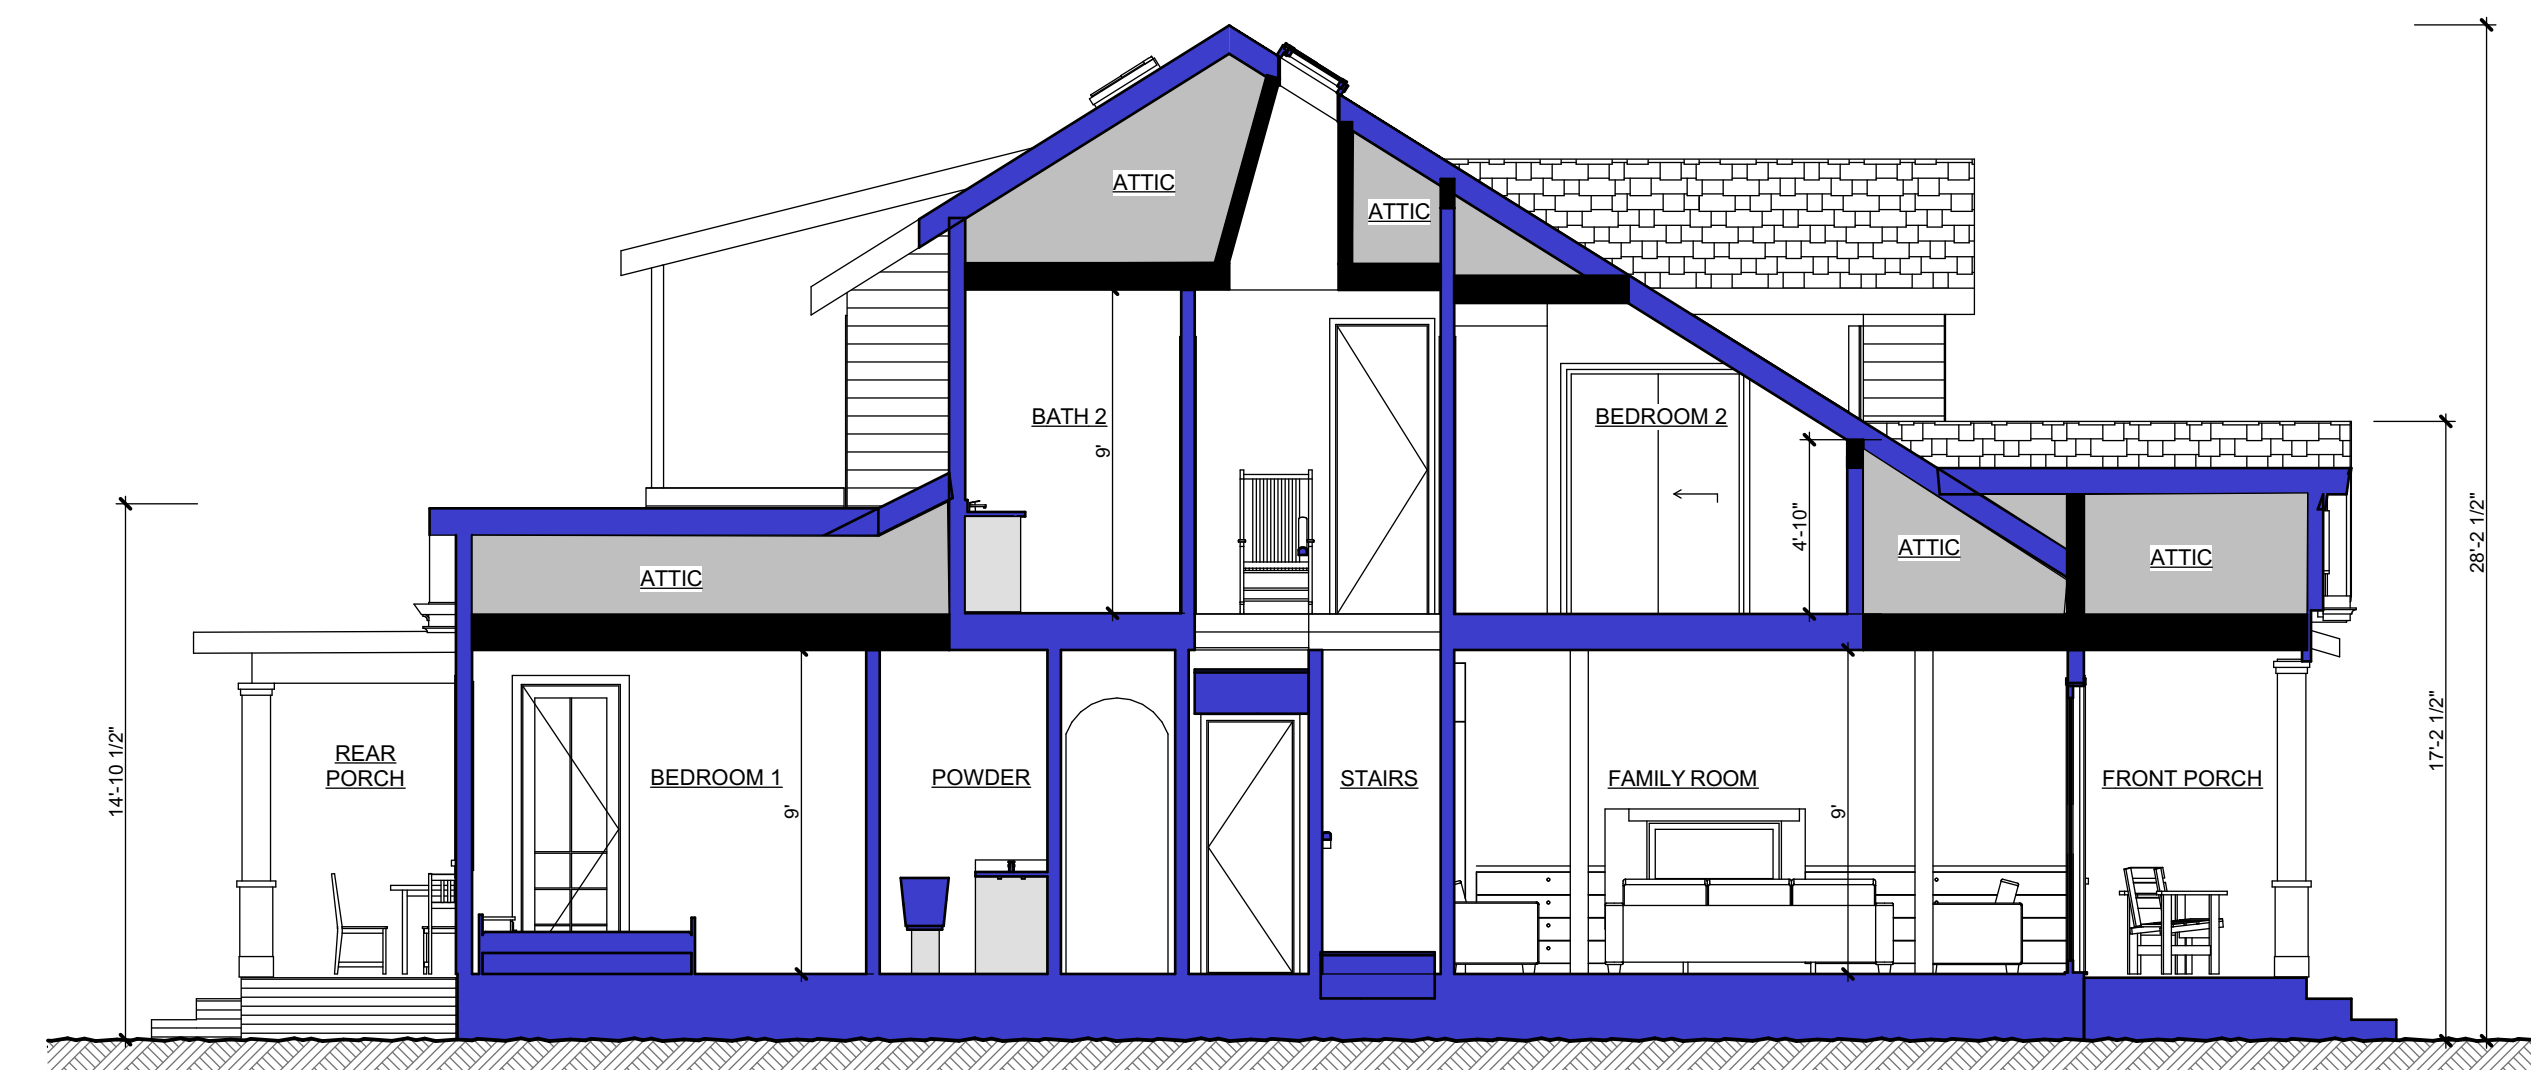 ATTIC
ATTIC
BATH 2
9'
BEDROOM 2
4'-10"
ATTIC
ATTIC
ATTIC
28'-2 1/2"
17'-2 1/2"
14'-10 1/2"
REAR
PORCH
BEDROOM 1
9'
POWDER
STAIRS
FAMILY ROOM
9'
FRONT PORCH